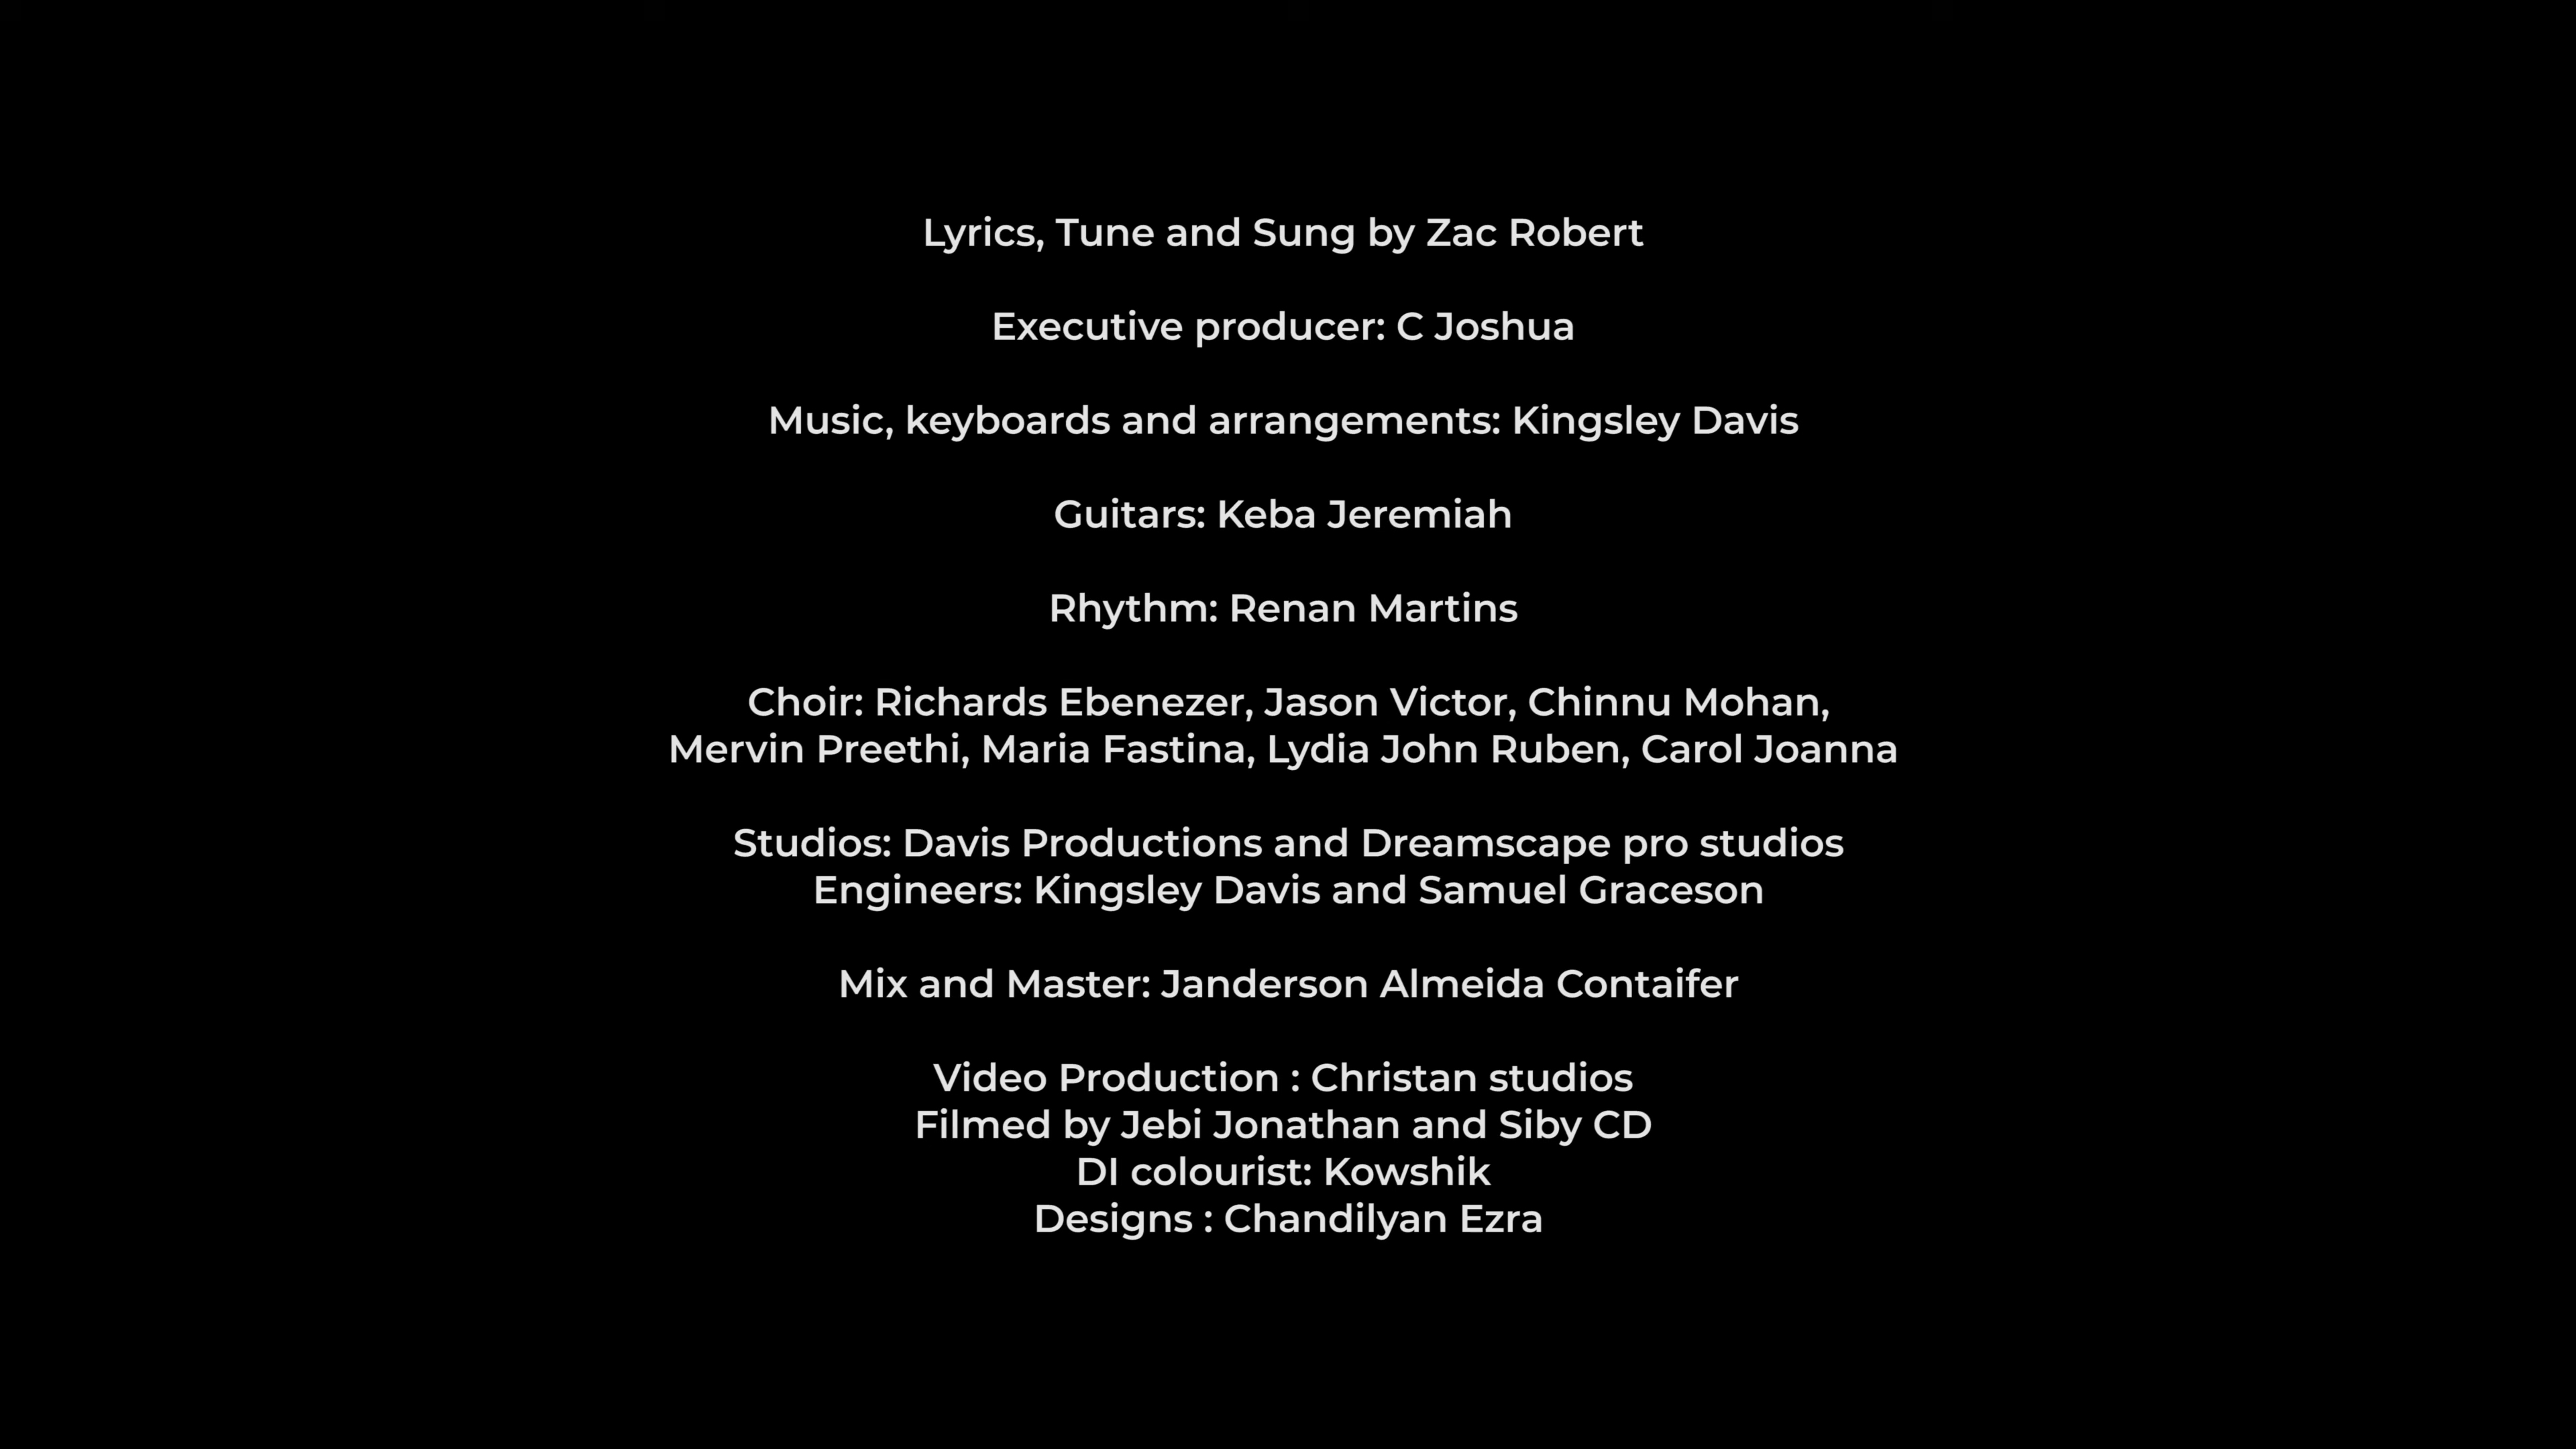 Lyrics, Tune and Sung by Zac Robert
Executive producer: C Joshua
Music, keyboards and arrangements: Kingsley Davis
Guitars: Keba Jeremiah
Rhythm: Renan Martins
Choir: Richards Ebenezer, Jason Victor, Chinnu Mohan,
Mervin Preethi, Maria Fastina, Lydia John Ruben, Carol Joanna
Studios: Davis Productions and Dreamscape pro studios
Engineers: Kingsley Davis and Samuel Graceson
Mix and Master: Janderson Almeida Contaifer
Video Production : Christan studios
Filmed by Jebi Jonathan and Siby CD
DI colourist: Kowshik
Designs : Chandilyan Ezra